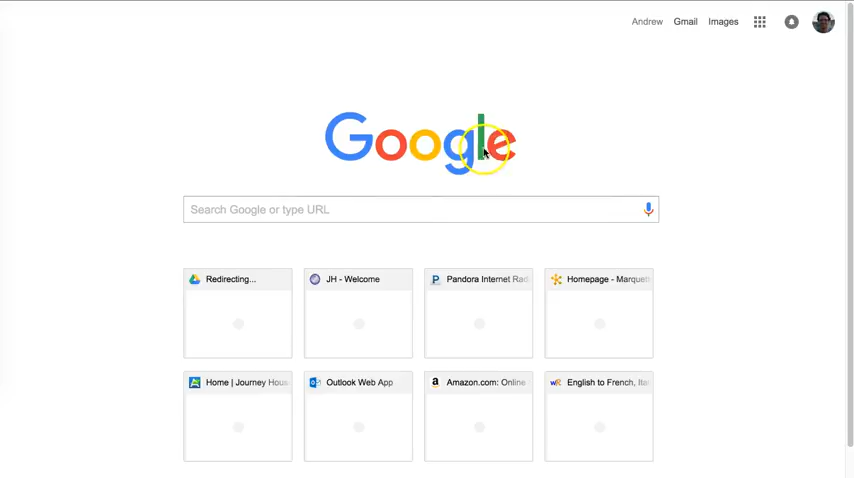 Andrew Gmail Images
Google
Search Google or type URL
Redirecting... JH - Welcome Pandora Internet Rad Homepage - Marquett
Home | Journey Hous Outlook Web App Amazon.com: Online English to French, Ital